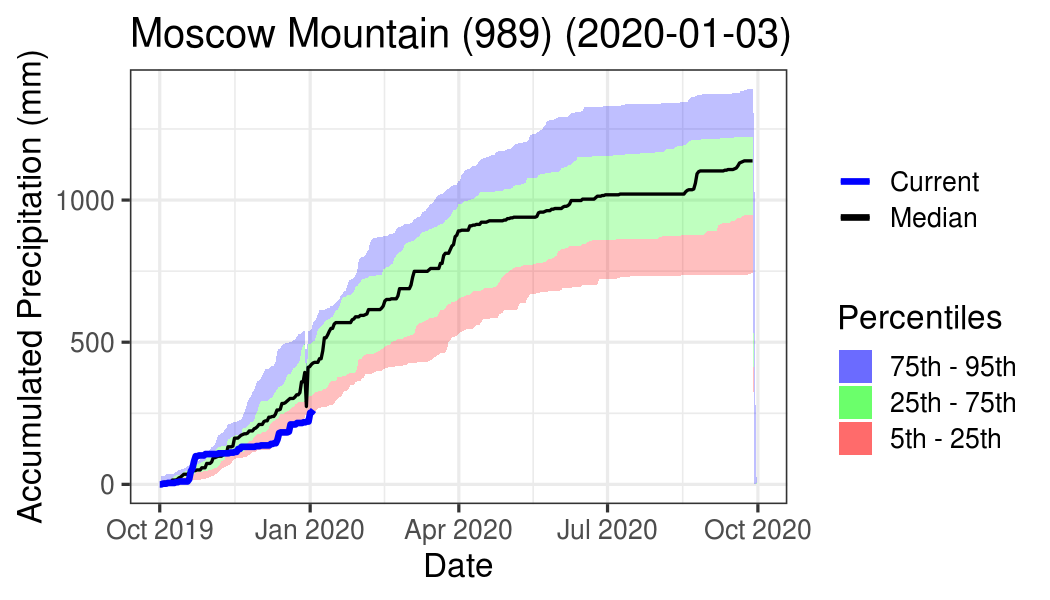 Moscow Mountain (989) (2020-01-03)
Accumulated Precipitation (mm)
1000
500
0
Oct 2019
Jan 2020
Apr 2020
Jul 2020
Oct 2020
Date
Current
Median
Percentiles
75th - 95th
25th - 75th
5th - 25th